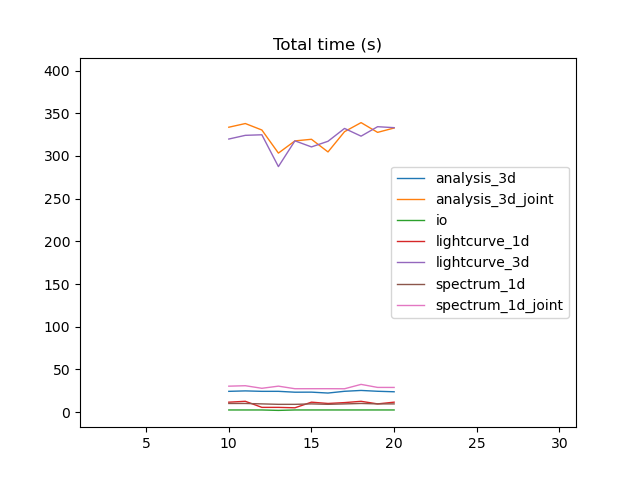 Total time (s)
400
350
300
250
200
150
100
50
0
analysis_3d
analysis_3d_joint
io
lightcurve_1d
lightcurve_3d
spectrum_1d
spectrum_1d_joint
5 10 15 20 25 30